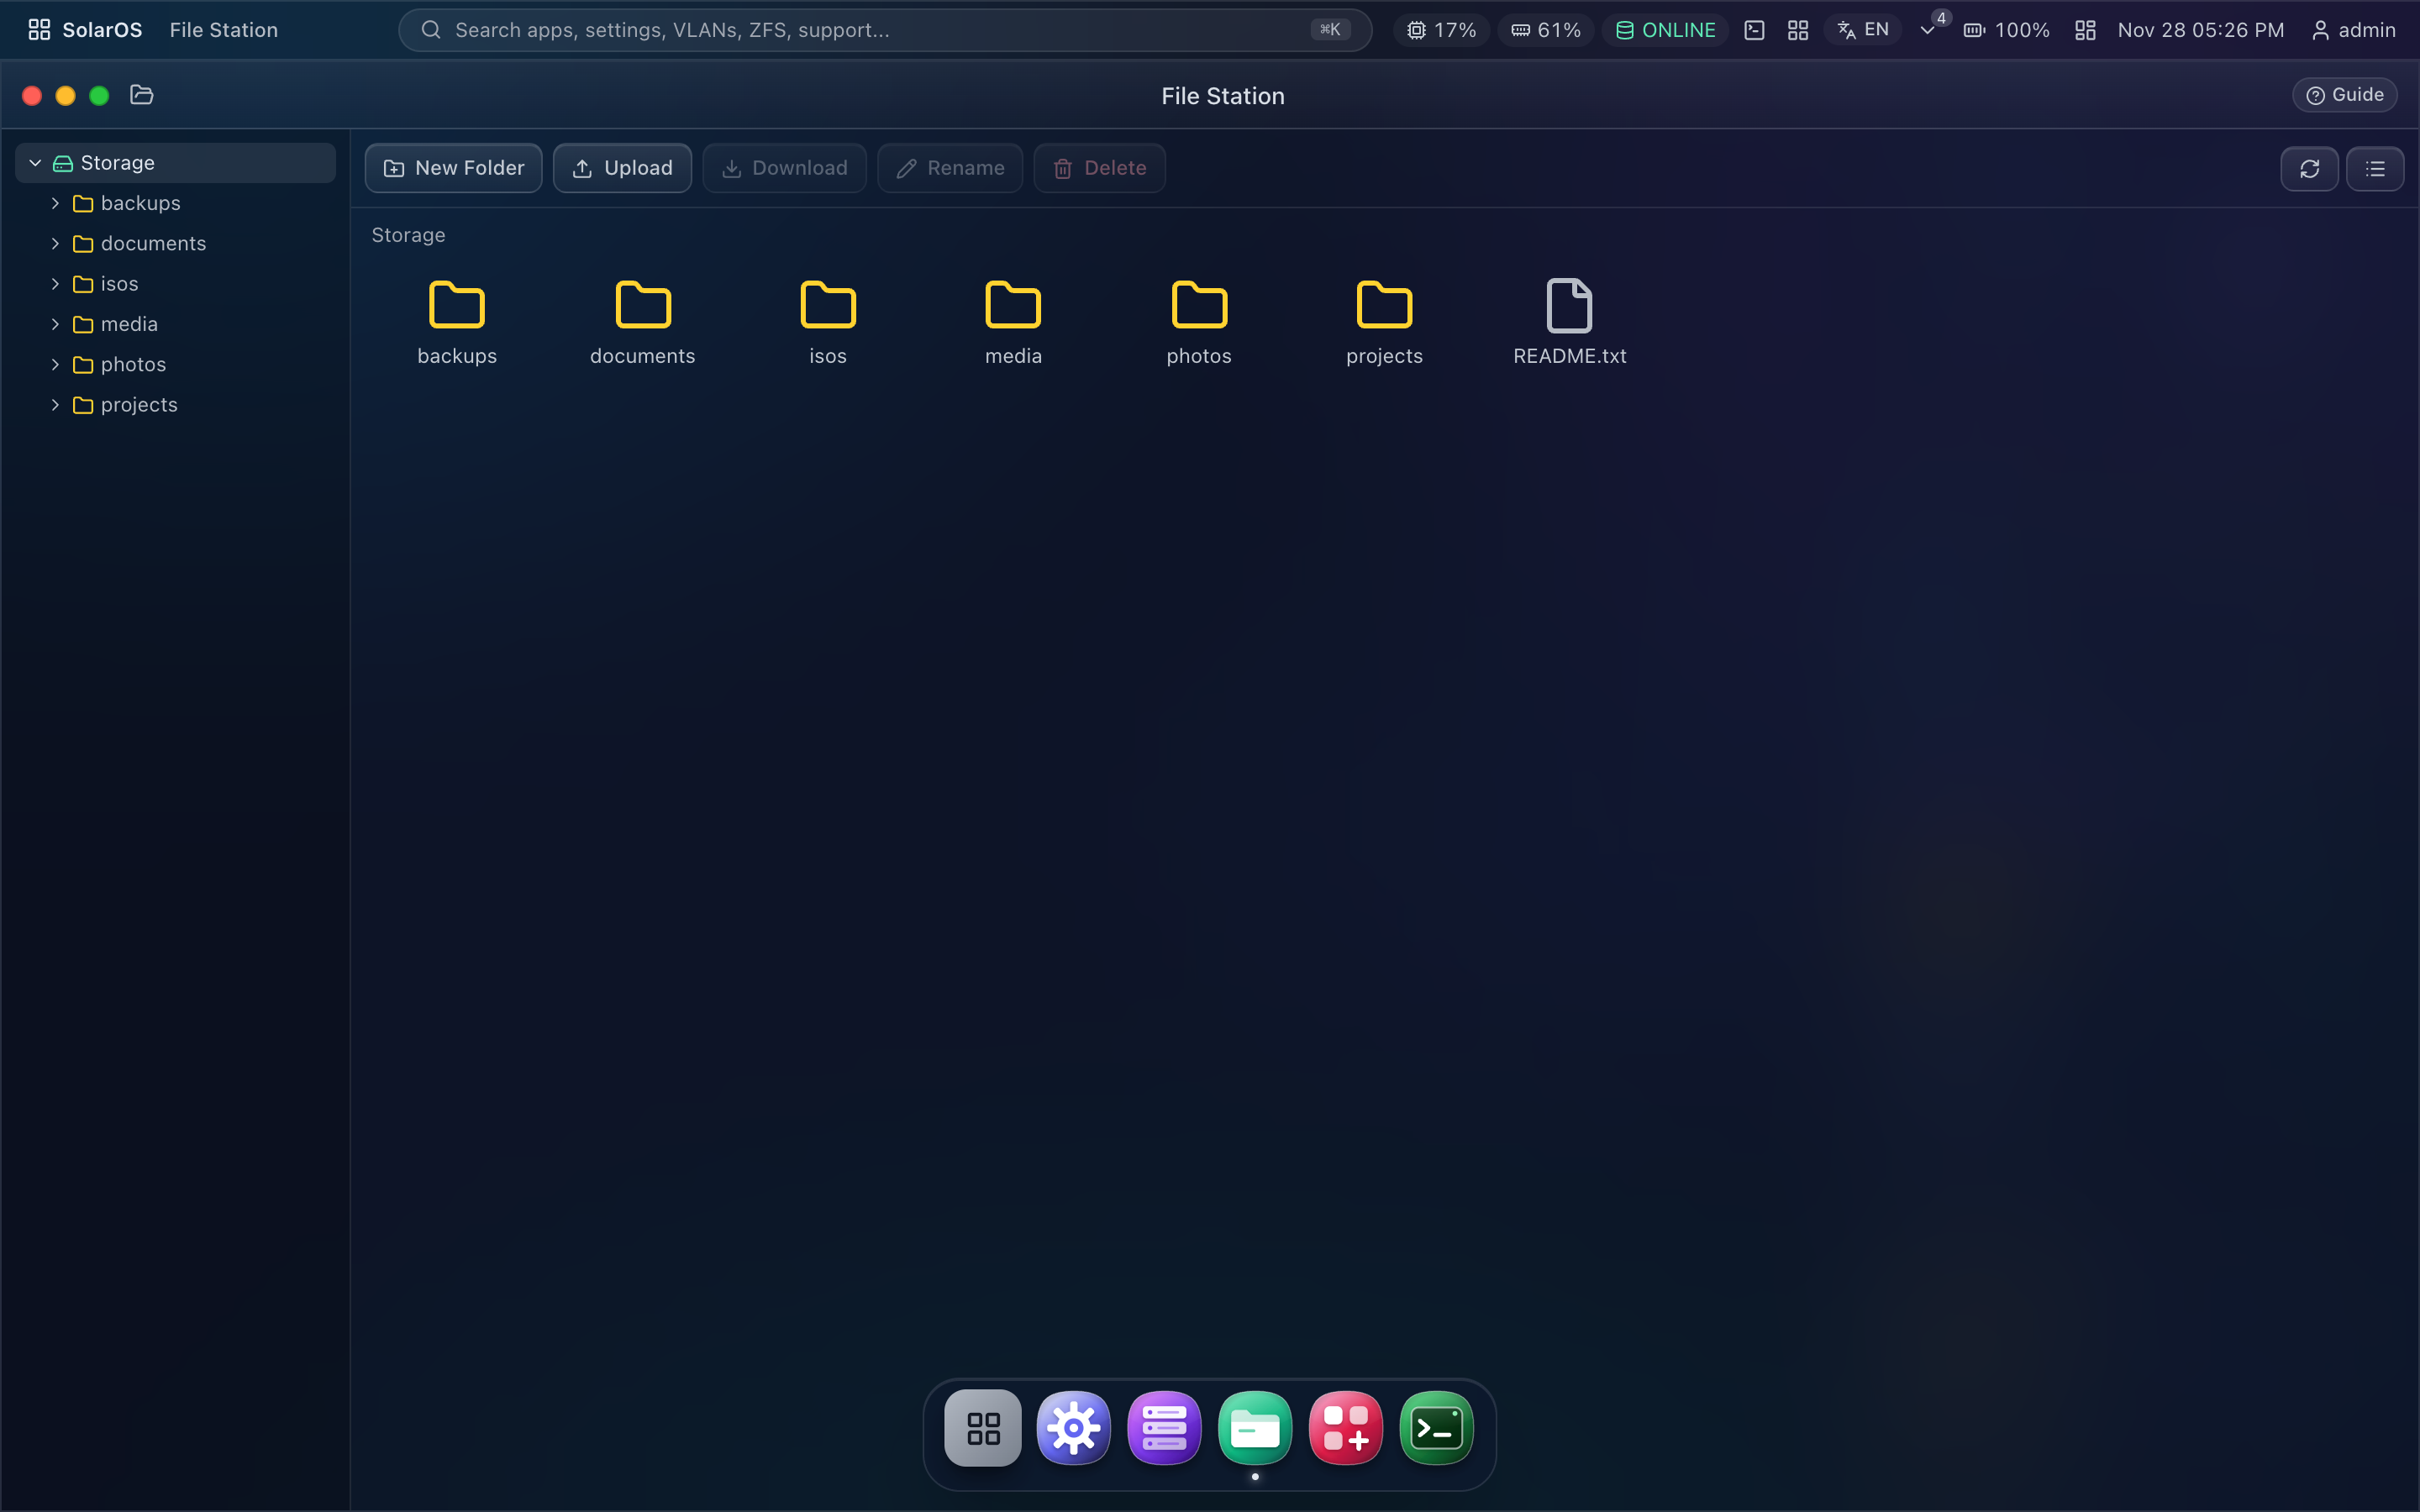 SolarOS File Station Search apps, settings, VLANs, ZFS, support... ⌘K 17% 61% ONLINE EN 4 100% Nov 28 05:26 PM admin
File Station Guide
Storage
backups
documents
isos
media
photos
projects
New Folder Upload Download Rename Delete
Storage
backups documents isos media photos projects README.txt